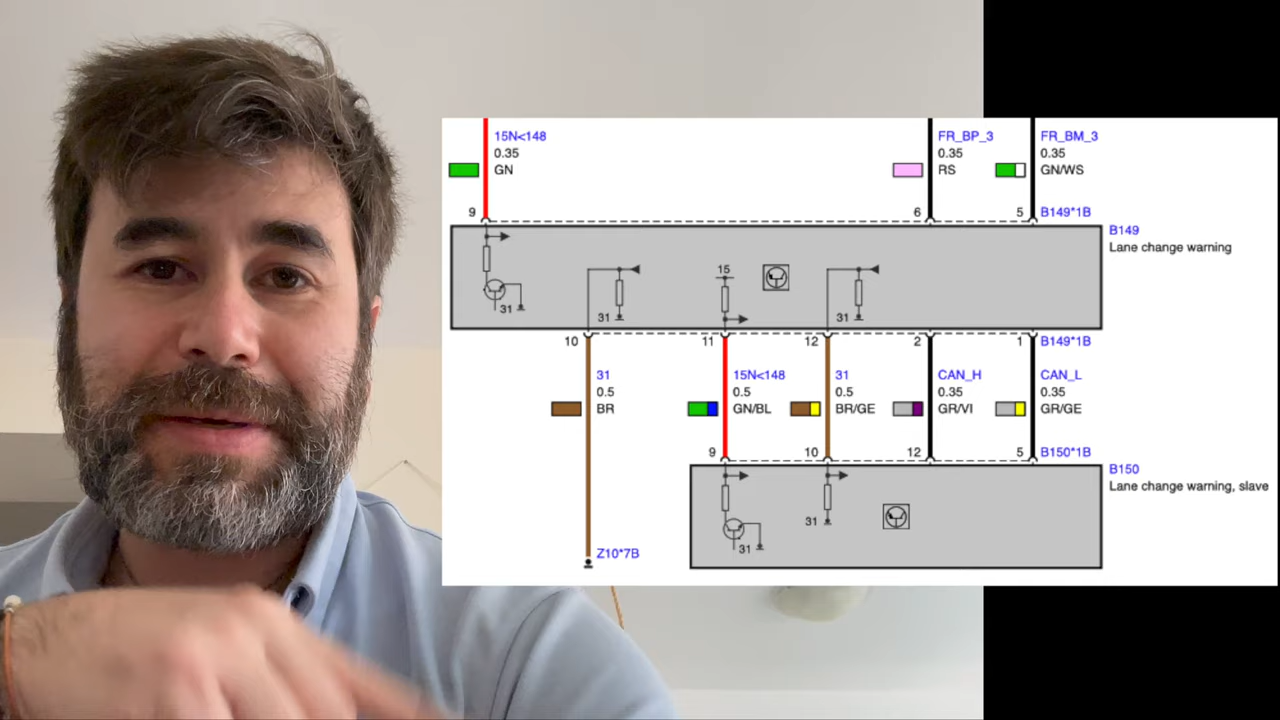 15N<148
0.35
GN
FR_BP_3
0.35
RS
FR_BM_3
0.35
GN/WS
9
6
5
B149*1B
B149
Lane change warning
31
31
15
31
10
11
12
2
1
B149*1B
31
0.5
BR
15N<148
0.5
GN/BL
31
0.5
BR/GE
CAN_H
0.35
GR/VI
CAN_L
0.35
GR/GE
9
10
12
5
B150*1B
B150
Lane change warning, slave
31
31
Z10*7B